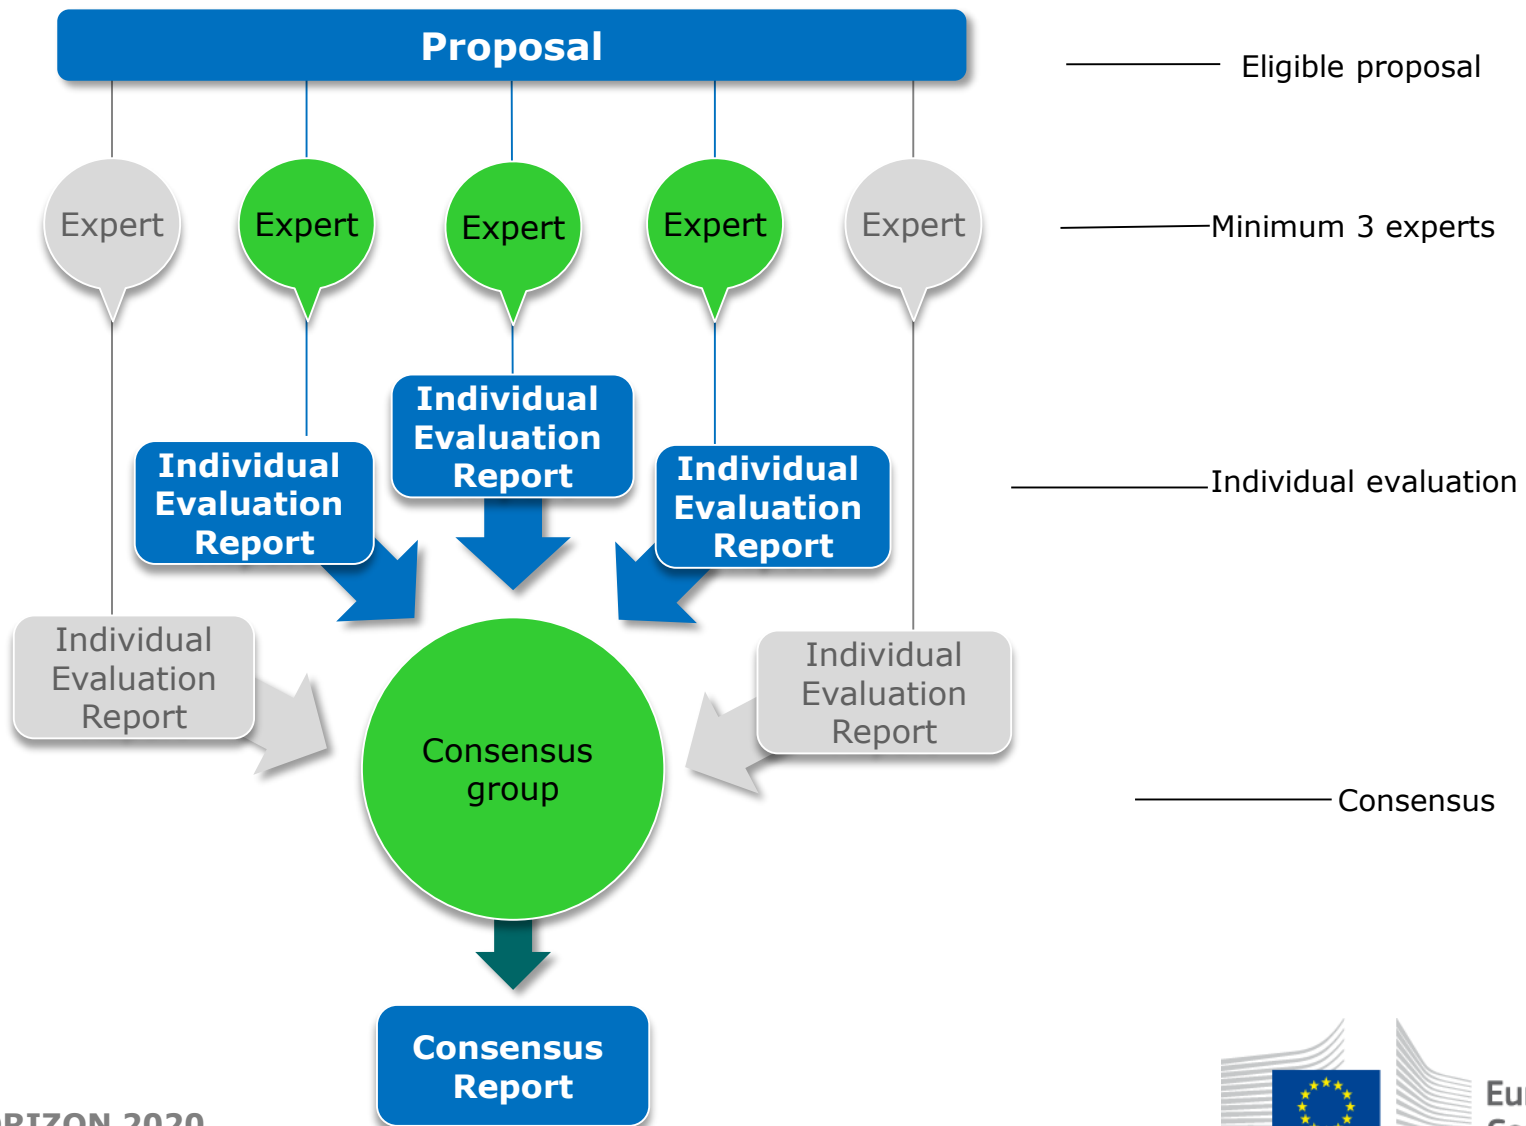 Proposal
Eligible proposal
Expert
Expert
Expert
Expert
Expert
Minimum 3 experts
Individual
Evaluation
Report
Individual
Evaluation
Report
Individual
Evaluation
Report
Individual evaluation
Individual
Evaluation
Report
Individual
Evaluation
Report
Consensus
group
Consensus
Consensus
Report
2020